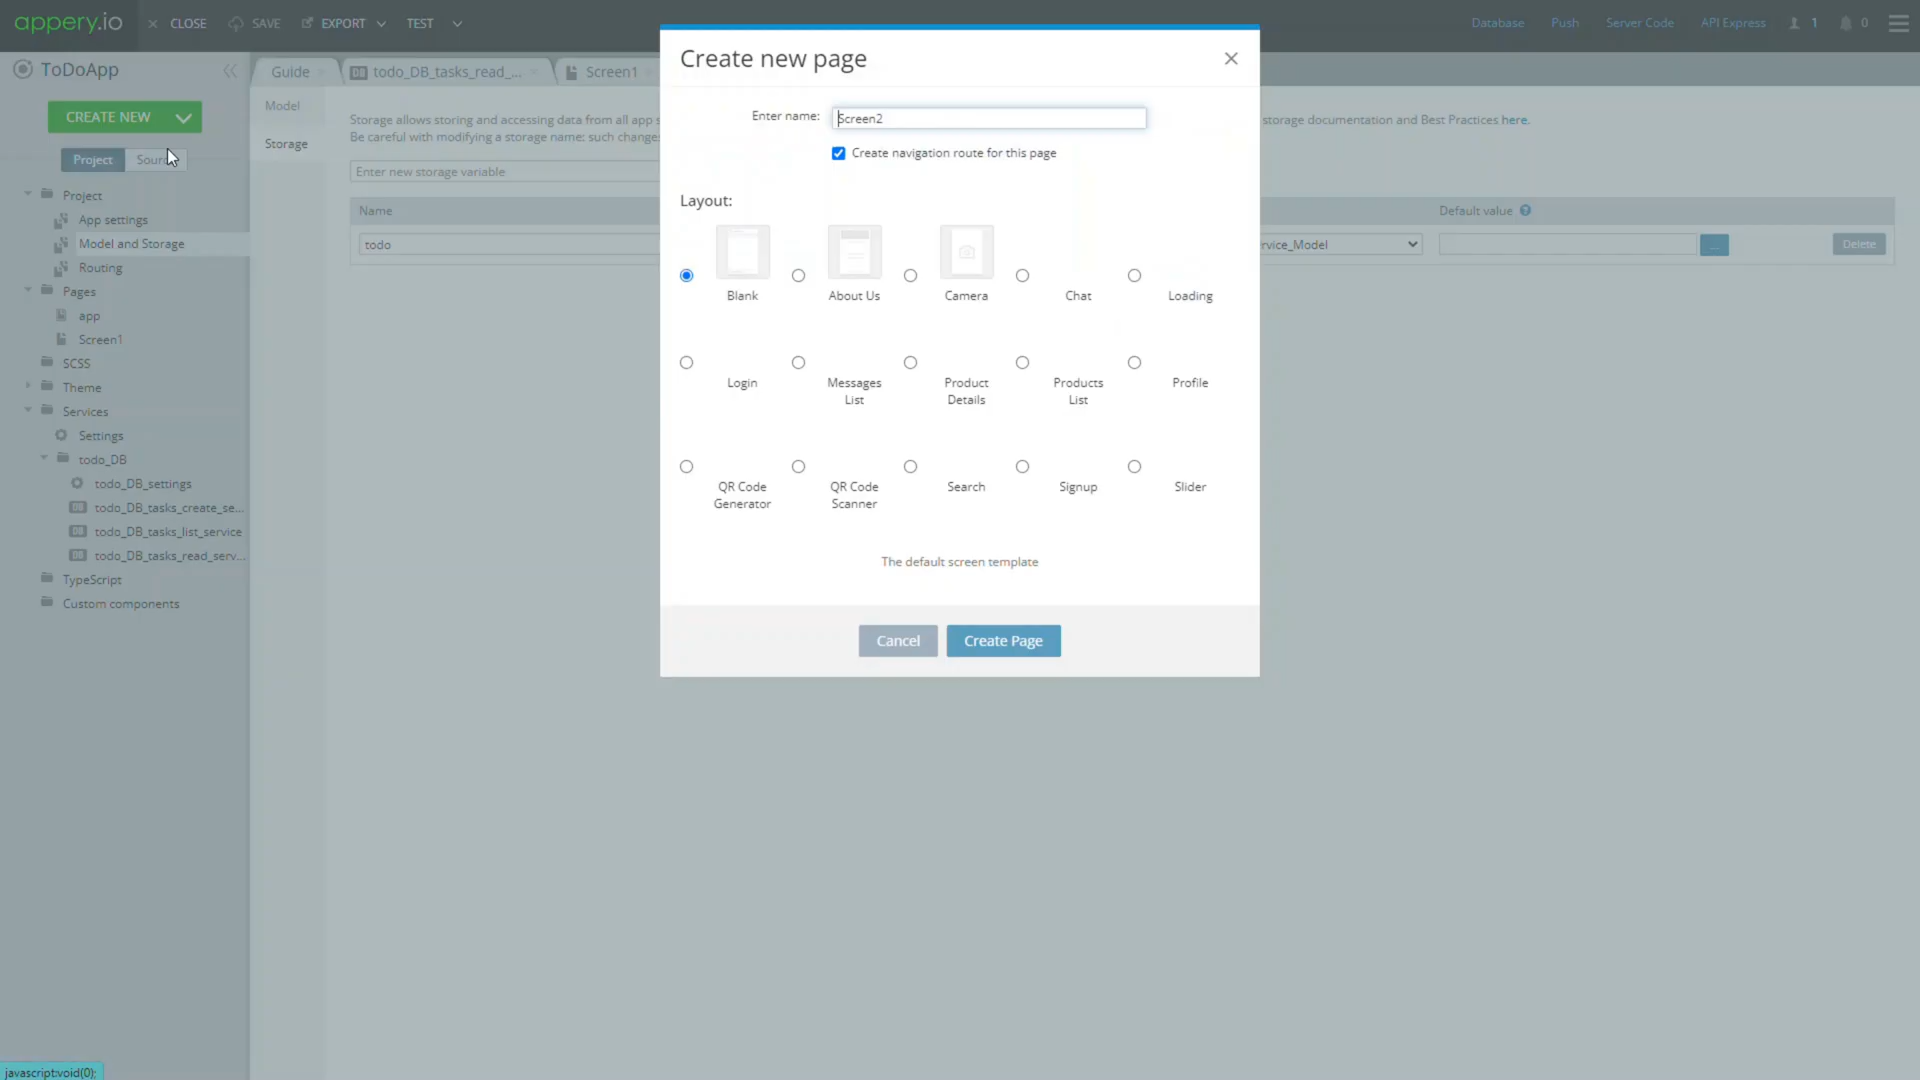 appery.io
CLOSE
SAVE
EXPORT
TEST
Database
Push
Server Code
API Express
1
0
ToDoApp
CREATE NEW
Project
Guide
todo_DB_tasks_read_...
Screen1
Model
Storage
Storage allows storing and accessing data from all app s
storage documentation and Best Practices here.
Be careful with modifying a storage name: such change
Enter new storage variable
Name
Default value
todo
rvice_Model
...
Delete
Project
App settings
Model and Storage
Routing
Pages
app
Screen1
SCSS
Theme
Services
Settings
todo_DB
todo_DB_settings
DB todo_DB_tasks_create_se...
DB todo_DB_tasks_list_service
DB todo_DB_tasks_read_serv...
TypeScript
Custom components
Create new page
Enter name:
Screen2
Create navigation route for this page
Layout:
Blank
About Us
Camera
Chat
Loading
Login
Messages
List
Product
Details
Products
List
Profile
QR Code
Generator
QR Code
Scanner
Search
Signup
Slider
The default screen template
Cancel
Create Page
javascript:void(0);